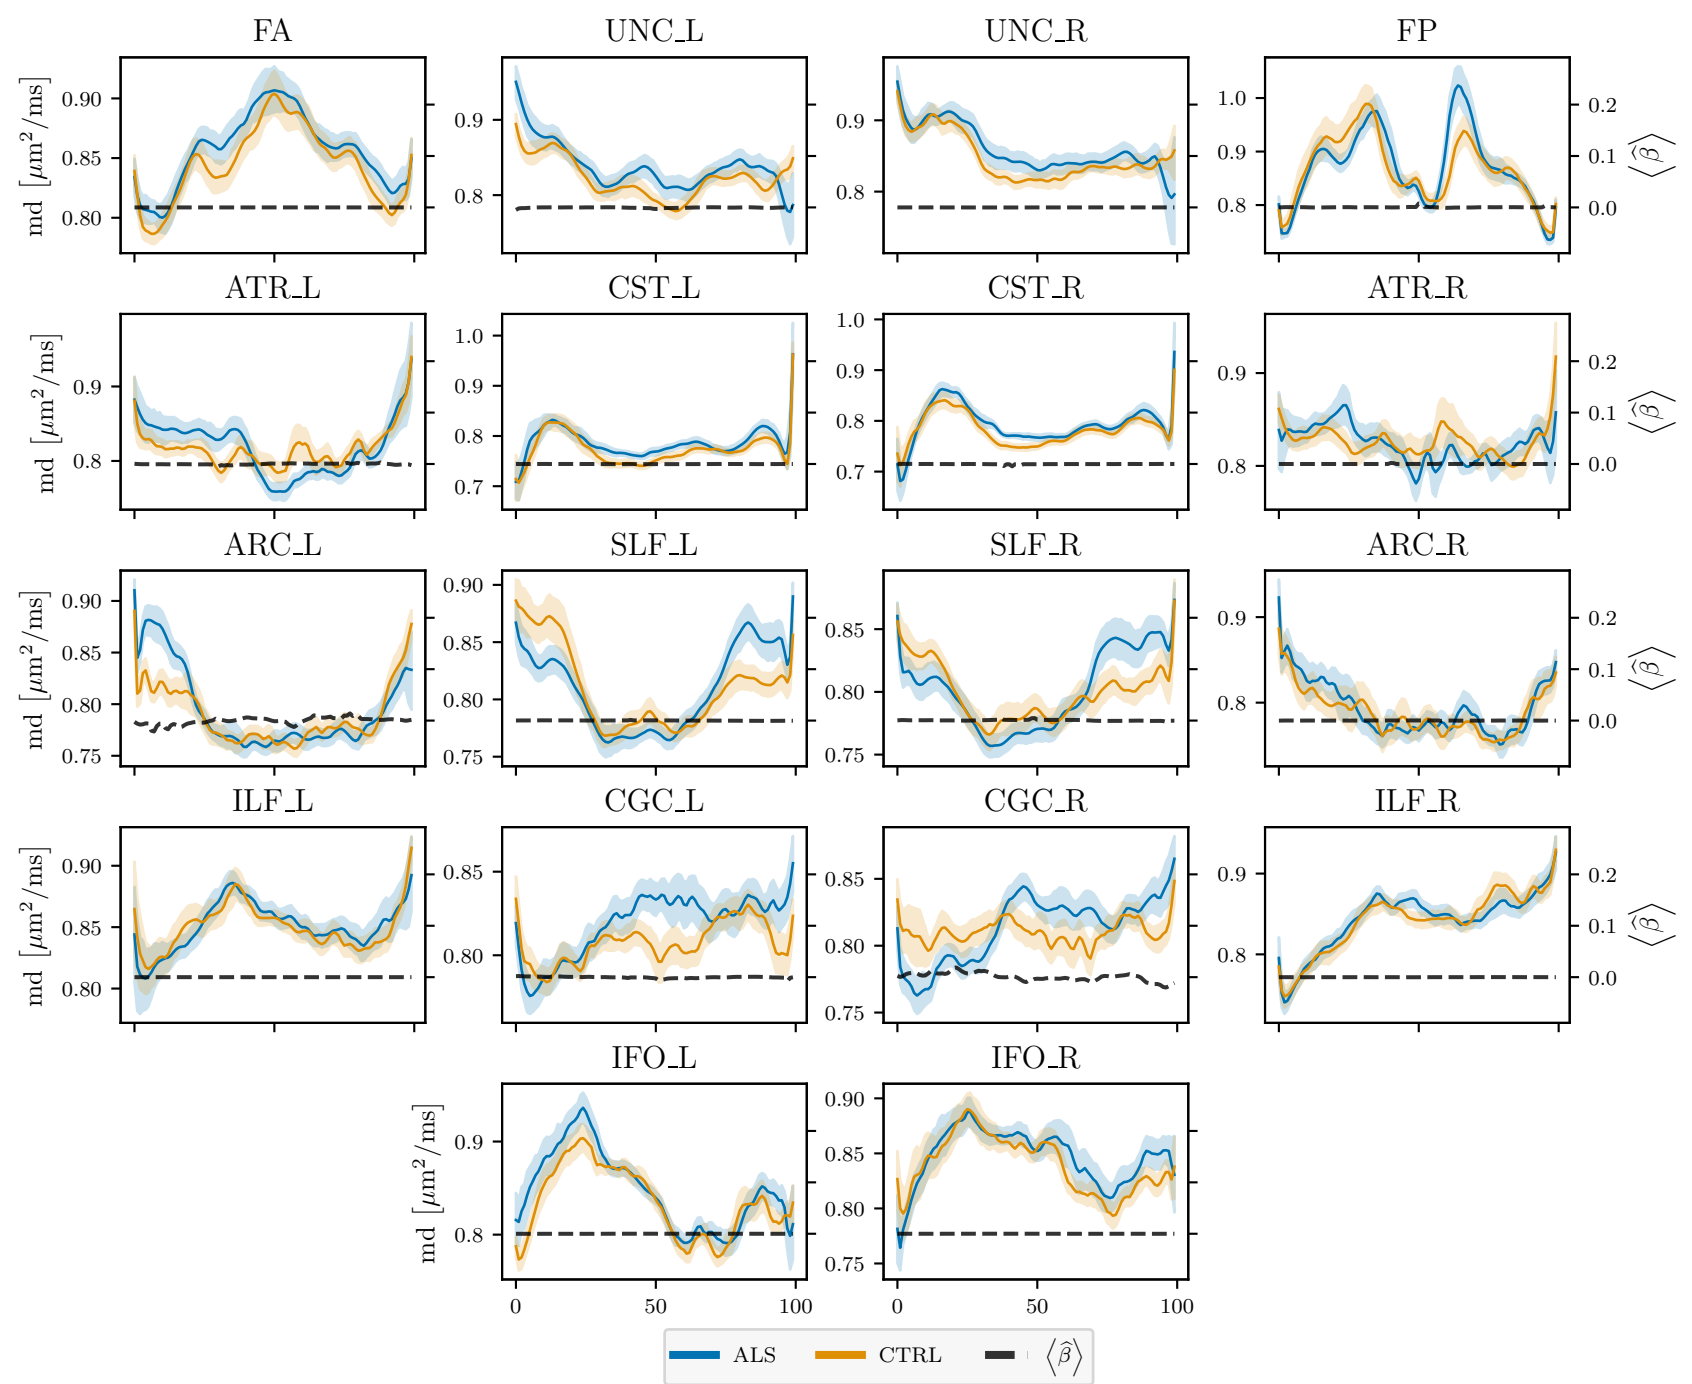 FA UNC_L UNC_R FP
md [μm²/ms] 0.90 0.85 0.80 0.9 0.8 0.9 0.8 1.0 0.9 0.8 0.2 0.1 0.0 ⟨β̂⟩
ATR_L CST_L CST_R ATR_R
md [μm²/ms] 0.9 0.8 1.0 0.9 0.8 0.7 1.0 0.9 0.8 0.7 0.9 0.8 0.2 0.1 0.0 ⟨β̂⟩
ARC_L SLF_L SLF_R ARC_R
md [μm²/ms] 0.90 0.85 0.80 0.75 0.90 0.85 0.80 0.75 0.85 0.80 0.75 0.9 0.8 0.2 0.1 0.0 ⟨β̂⟩
ILF_L CGC_L CGC_R ILF_R
md [μm²/ms] 0.90 0.85 0.80 0.85 0.80 0.85 0.80 0.75 0.9 0.8 0.2 0.1 0.0 ⟨β̂⟩
IFO_L IFO_R
md [μm²/ms] 0.9 0.8 0.90 0.85 0.80 0.75
0 50 100 0 50 100
ALS CTRL ⟨β̂⟩